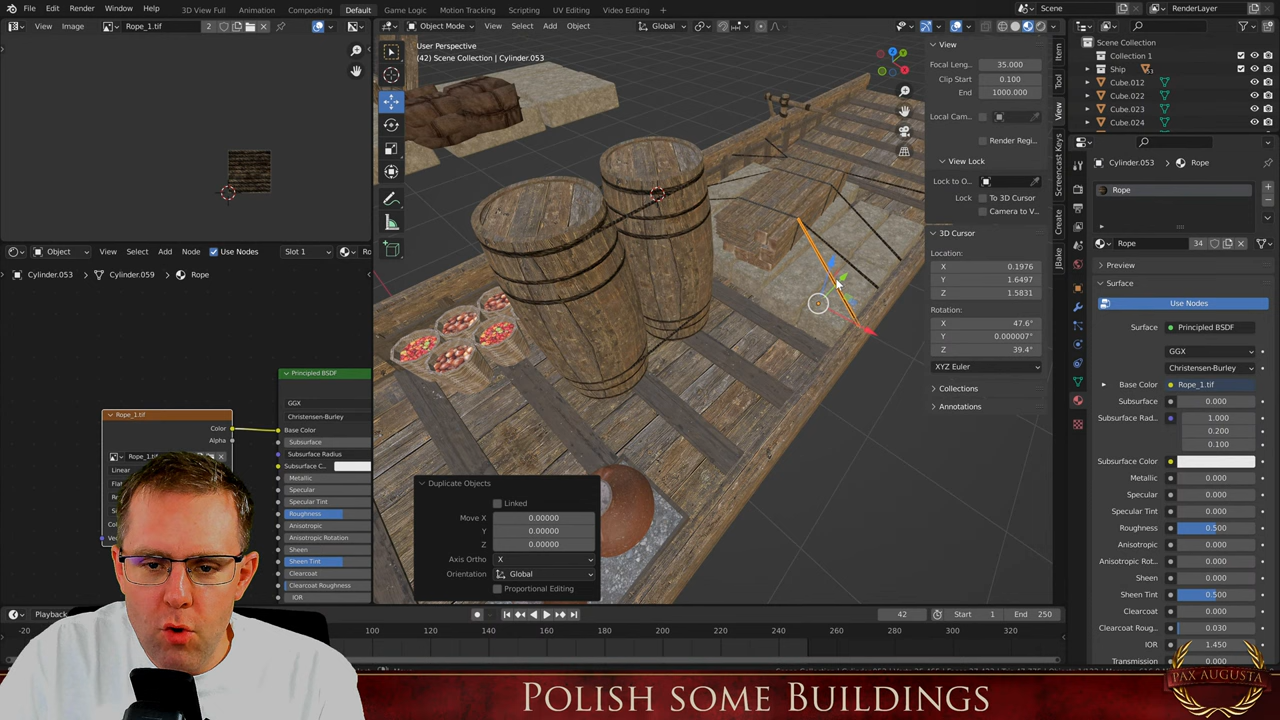 File Edit Render Window Help
3D View Full Animation Compositing Default Game Logic Motion Tracking Scripting UV Editing Video Editing
Scene RenderLayer
View Image Rope_1.tif 2
Object Mode View Select Add Object Global
User Perspective
(42) Scene Collection | Cylinder.053
View
Focal Leng... 35.000
Clip Start 0.100
End 1000.000
Local Cam...
Render Regi...
View Lock
Lock to O...
Lock To 3D Cursor
Camera to V...
3D Cursor
Location:
X 0.1976
Y 1.6497
Z 1.5831
Rotation:
X 47.6°
Y 0.000007°
Z 39.4°
XYZ Euler
Collections
Annotations
Item
Tool
View
Screencast Keys
Create
JBake
Scene Collection
Collection 1
Ship
Cube.012
Cube.022
Cube.023
Cube.024
Cylinder.053 Rope
Rope
Rope 34
Preview
Surface
Use Nodes
Surface Principled BSDF
GGX
Christensen-Burley
Base Color Rope_1.tif
Subsurface 0.000
Subsurface Rad... 1.000
0.200
0.100
Subsurface Color
Metallic 0.000
Specular 0.000
Specular Tint 0.000
Roughness 0.500
Anisotropic 0.000
Anisotropic Rot... 0.000
Sheen 0.000
Sheen Tint 0.500
Clearcoat 0.000
Clearcoat Roug... 0.030
IOR 1.450
Transmission 0.000
Object View Select Add Node Use Nodes Slot 1
Cylinder.053 Cylinder.059 Rope
Principled BSDF
GGX
Christensen-Burley
Base Color
Subsurface
Subsurface Radius
Subsurface C...
Metallic
Specular
Specular Tint
Roughness
Anisotropic
Anisotropic Rotation
Sheen
Sheen Tint
Clearcoat
Clearcoat Roughness
IOR
Rope_1.tif
Color
Alpha
Rope_1.tif
Linear
Duplicate Objects
Linked
Move X 0.00000
Y 0.00000
Z 0.00000
Axis Ortho X
Orientation Global
Proportional Editing
Playback
42 Start 1 End 250
-20 100 120 140 160 180 200 220 240 260 280 300 320
POLISH SOME BUILDINGS
PAX AUGUSTA